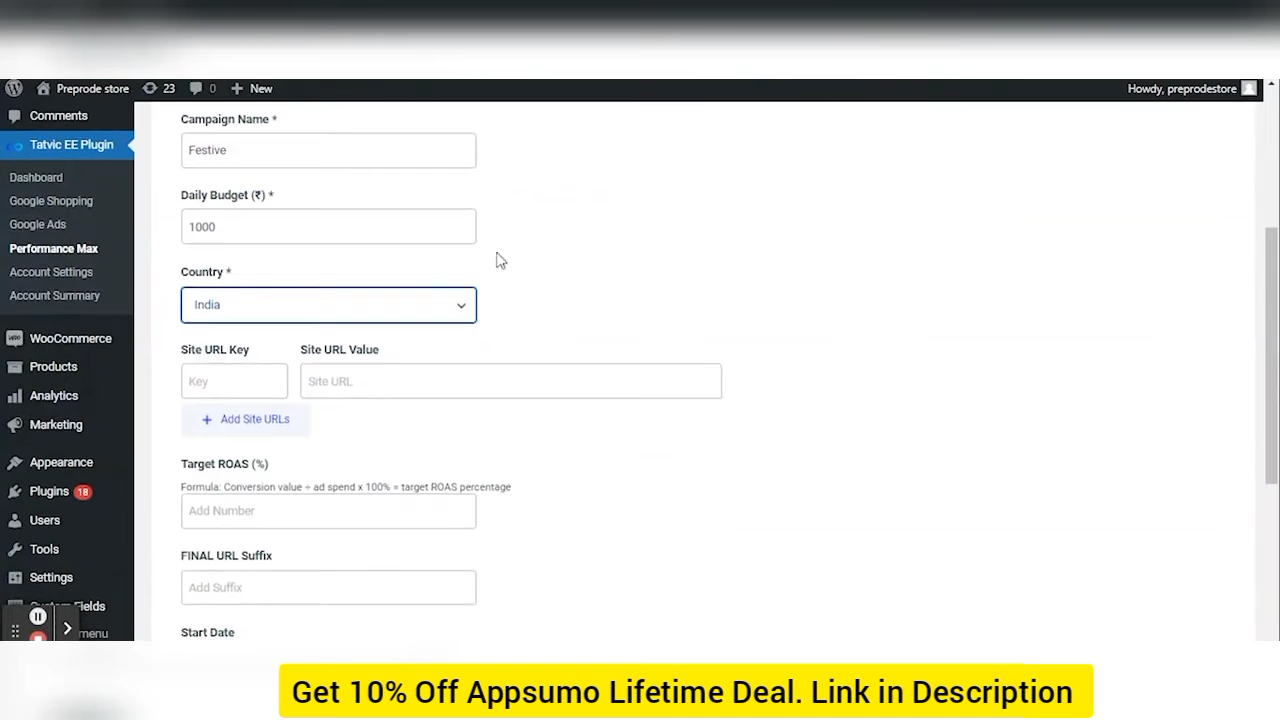 Preprode store
23
0
New
Howdy, preprodestore
Comments
Tatvic EE Plugin
Dashboard
Google Shopping
Google Ads
Performance Max
Account Settings
Account Summary
WooCommerce
Products
Analytics
Marketing
Appearance
Plugins 18
Users
Tools
Settings
Fields
menu
Campaign Name *
Festive
Daily Budget (₹) *
1000
Country *
India
Site URL Key
Site URL Value
Key
Site URL
+ Add Site URLs
Target ROAS (%)
Formula: Conversion value ÷ ad spend x 100% = target ROAS percentage
Add Number
FINAL URL Suffix
Add Suffix
Start Date
Get 10% Off Appsumo Lifetime Deal. Link in Description